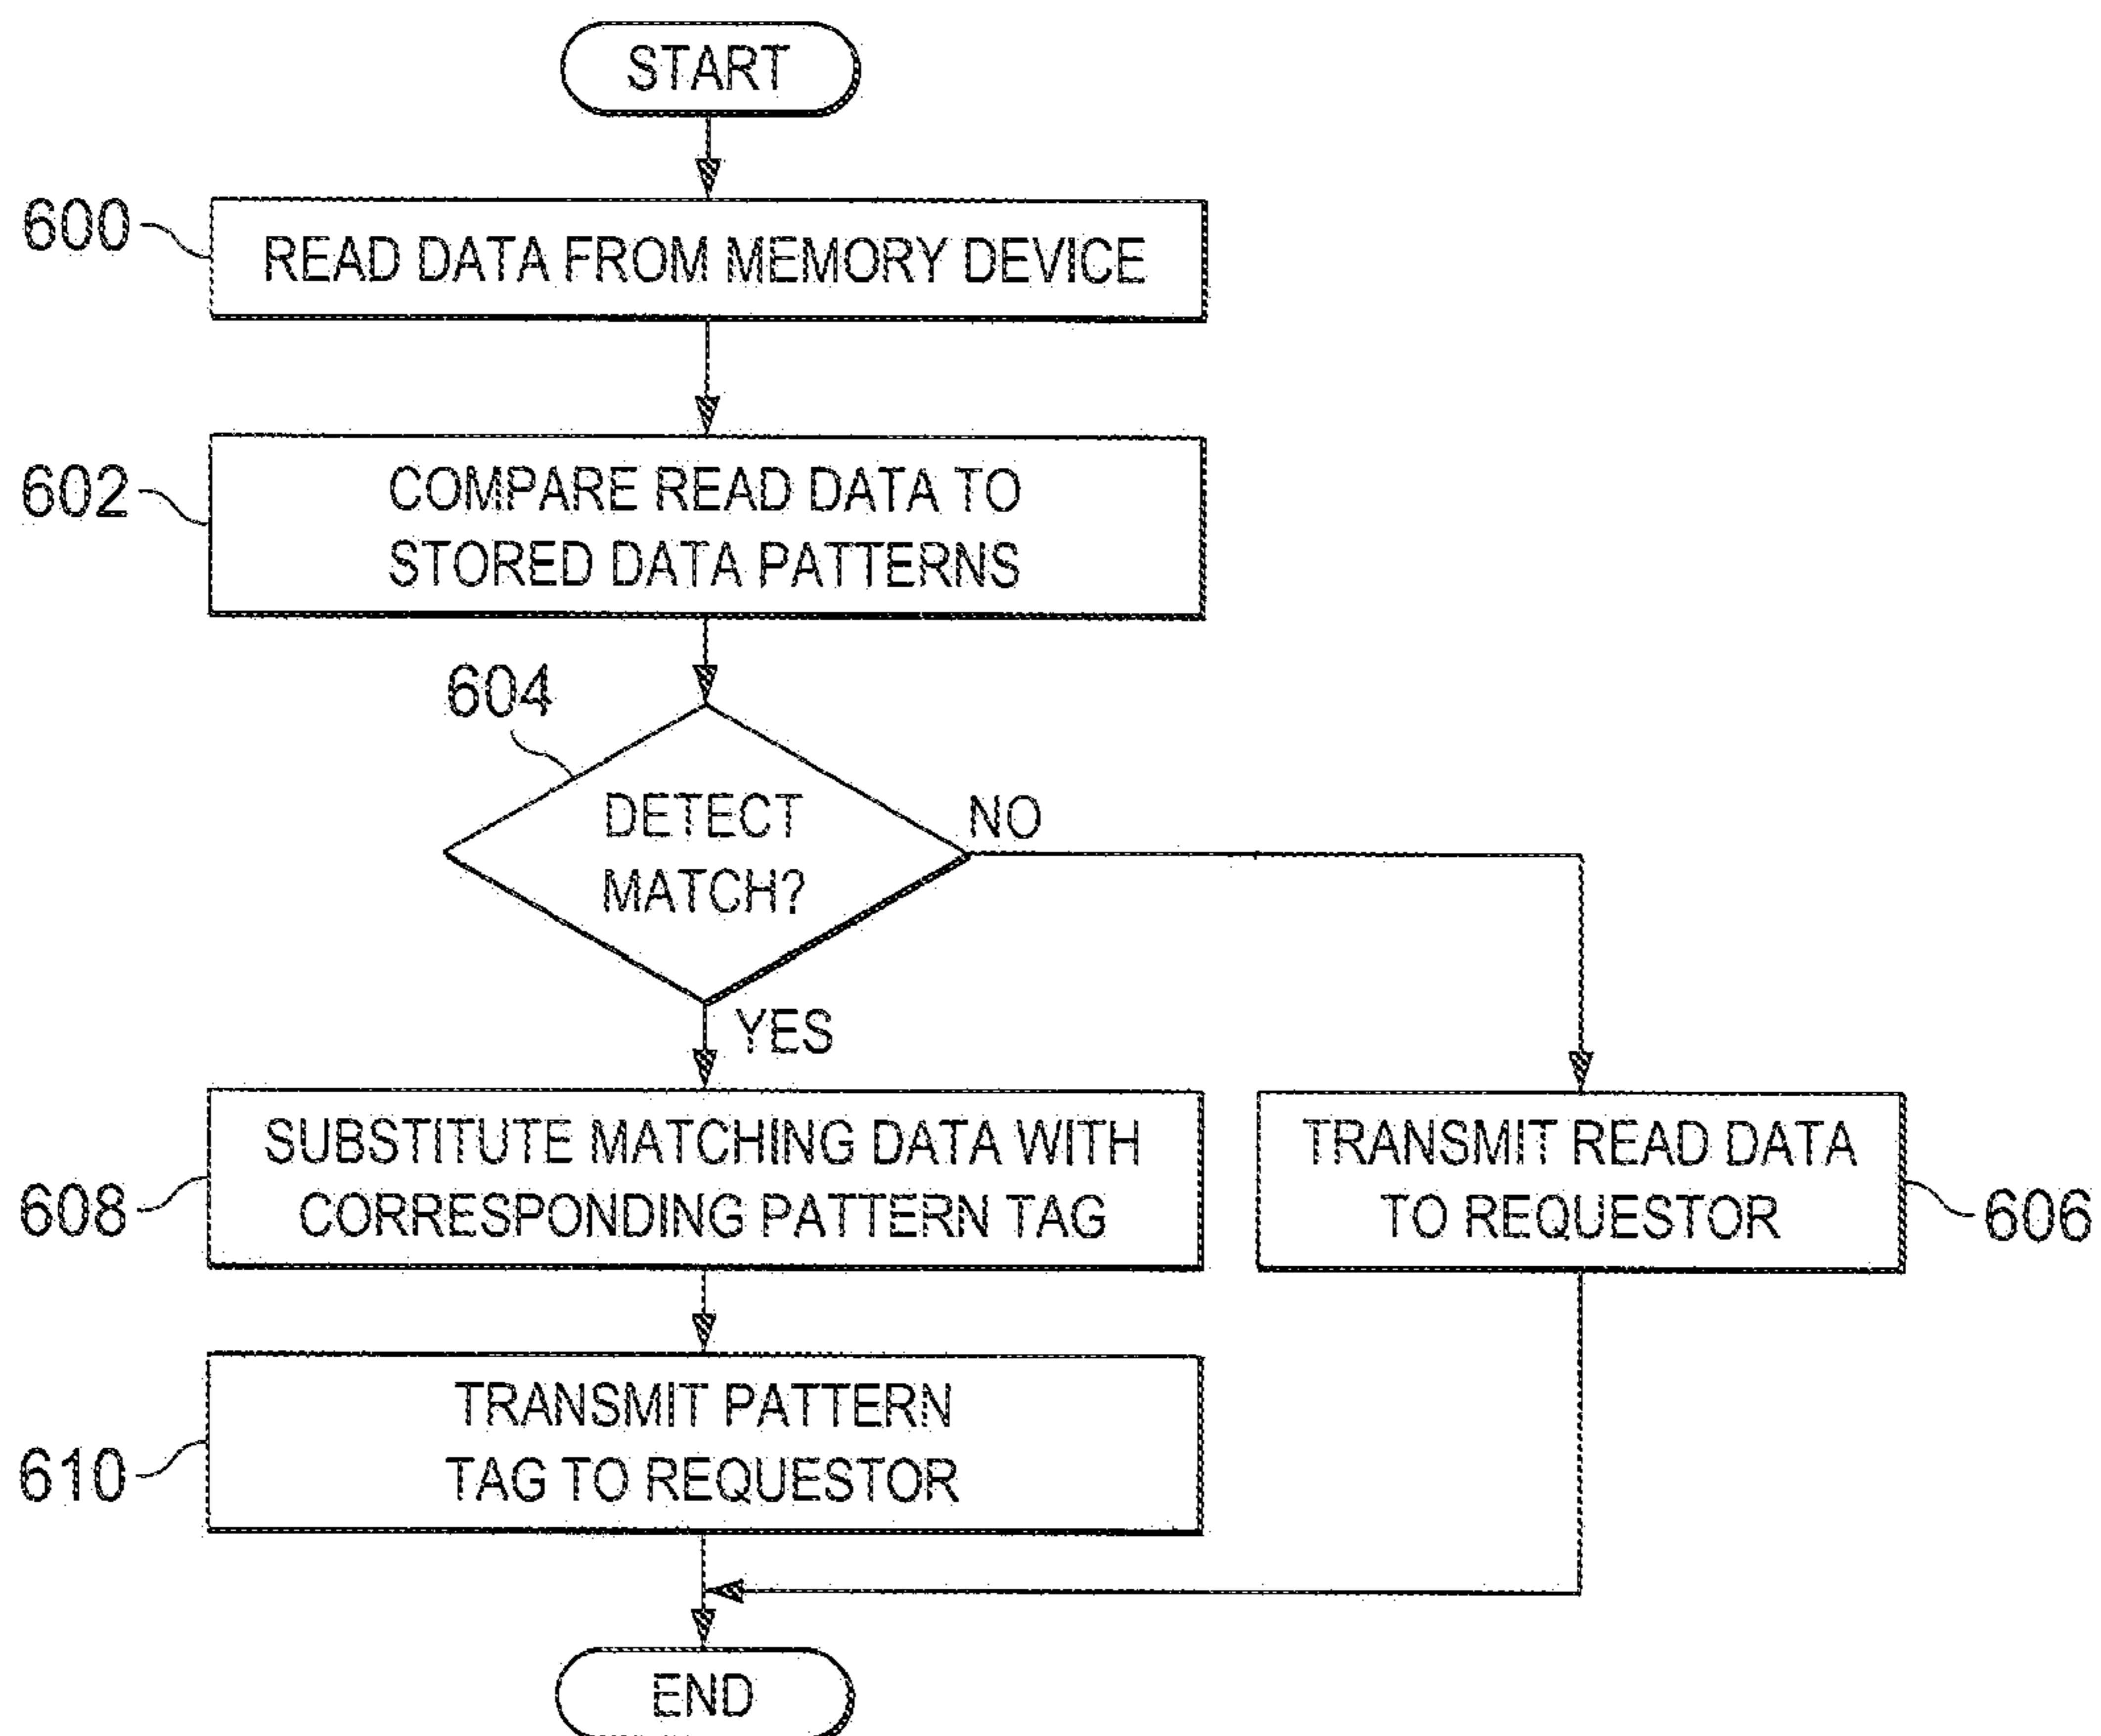 START
600
READ DATA FROM MEMORY DEVICE
602
COMPARE READ DATA TO
STORED DATA PATTERNS
604
DETECT
MATCH?
NO
YES
608
SUBSTITUTE MATCHING DATA WITH
CORRESPONDING PATTERN TAG
TRANSMIT READ DATA
TO REQUESTOR
606
610
TRANSMIT PATTERN
TAG TO REQUESTOR
END